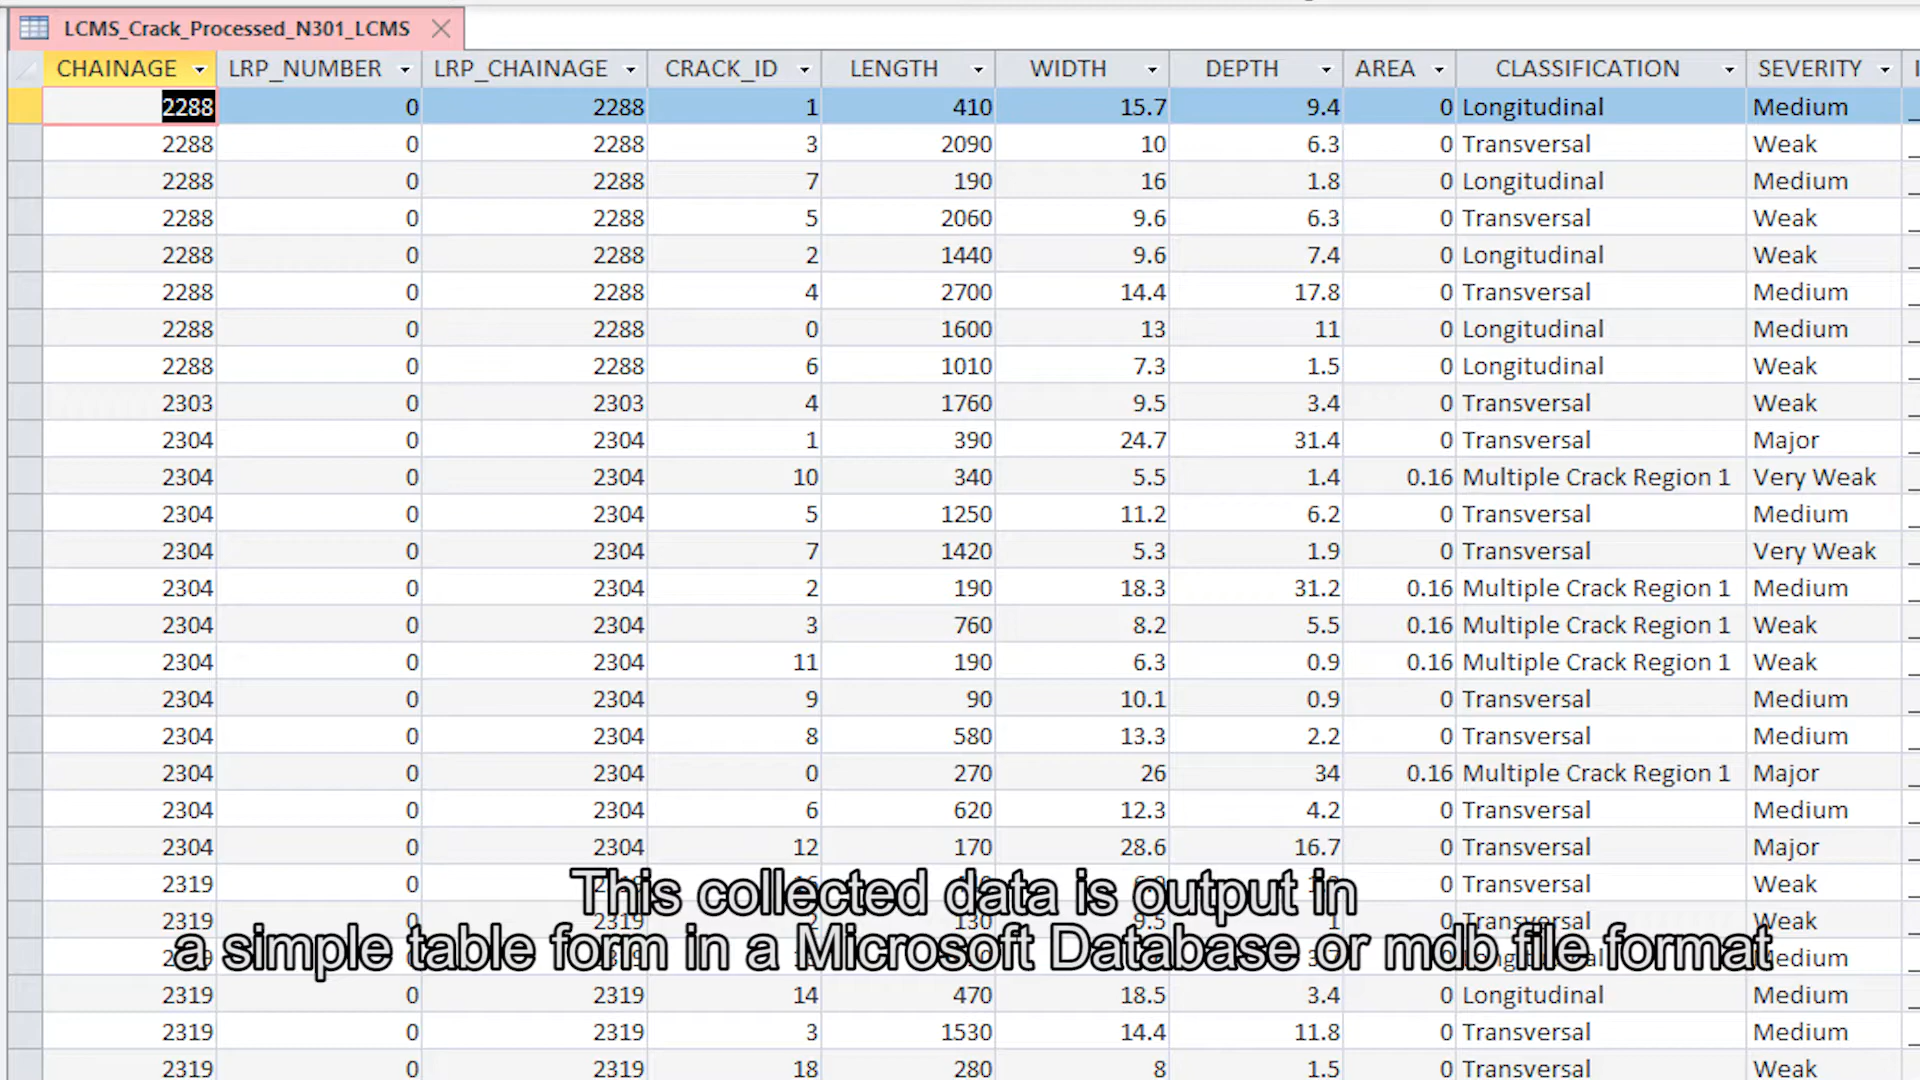 LCMS_Crack_Processed_N301_LCMS
CHAINAGE LRP_NUMBER LRP_CHAINAGE CRACK_ID LENGTH WIDTH DEPTH AREA CLASSIFICATION SEVERITY
2288 0 2288 1 410 15.7 9.4 0 Longitudinal Medium
2288 0 2288 3 2090 10 6.3 0 Transversal Weak
2288 0 2288 7 190 16 1.8 0 Longitudinal Medium
2288 0 2288 5 2060 9.6 6.3 0 Transversal Weak
2288 0 2288 2 1440 9.6 7.4 0 Longitudinal Weak
2288 0 2288 4 2700 14.4 17.8 0 Transversal Medium
2288 0 2288 0 1600 13 11 0 Longitudinal Medium
2288 0 2288 6 1010 7.3 1.5 0 Longitudinal Weak
2303 0 2303 4 1760 9.5 3.4 0 Transversal Weak
2304 0 2304 1 390 24.7 31.4 0 Transversal Major
2304 0 2304 10 340 5.5 1.4 0.16 Multiple Crack Region 1 Very Weak
2304 0 2304 5 1250 11.2 6.2 0 Transversal Medium
2304 0 2304 7 1420 5.3 1.9 0 Transversal Very Weak
2304 0 2304 2 190 18.3 31.2 0.16 Multiple Crack Region 1 Medium
2304 0 2304 3 760 8.2 5.5 0.16 Multiple Crack Region 1 Weak
2304 0 2304 11 190 6.3 0.9 0.16 Multiple Crack Region 1 Weak
2304 0 2304 9 90 10.1 0.9 0 Transversal Medium
2304 0 2304 8 580 13.3 2.2 0 Transversal Medium
2304 0 2304 0 270 26 34 0.16 Multiple Crack Region 1 Major
2304 0 2304 6 620 12.3 4.2 0 Transversal Medium
2304 0 2304 12 170 28.6 16.7 0 Transversal Major
2319 0 Transversal Weak
2319 0 2319 2 130 9.5 1 0 Transversal Weak
Medium
This collected data is output in
a simple table form in a Microsoft Database or mdb file format
2319 0 2319 14 470 18.5 3.4 0 Longitudinal Medium
2319 0 2319 3 1530 14.4 11.8 0 Transversal Medium
2319 0 2319 18 280 8 1.5 0 Transversal Weak